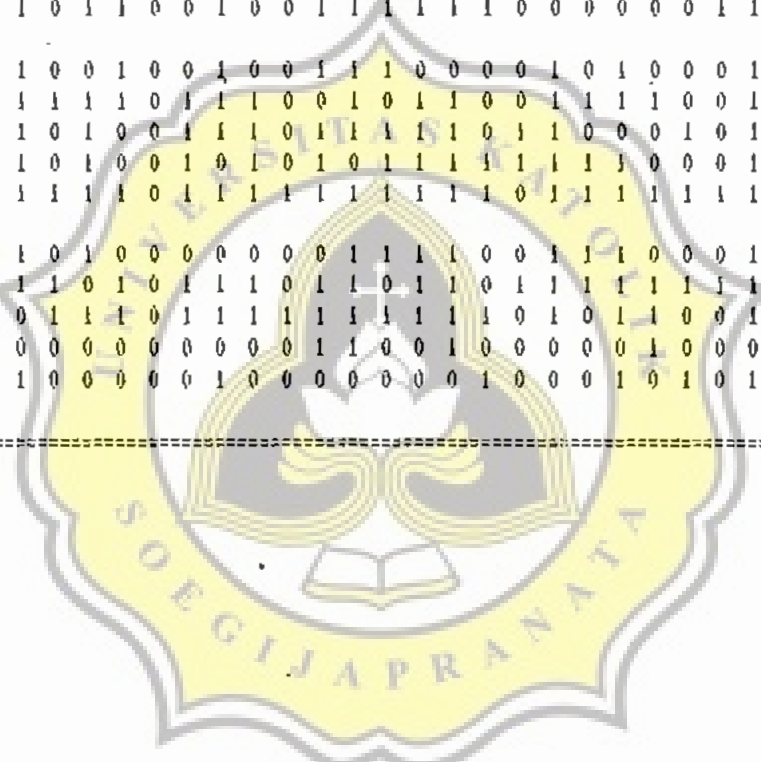 1 0 1 1 0 0 1 0 0 1 1 1 1 1 1 0 0 0 0 0 0 1 1
1 0 0 1 0 0 1 0 0 1 1 1 0 0 0 0 1 0 1 0 0 0 1
1 1 1 1 0 1 1 1 0 0 1 0 1 1 0 0 1 1 1 1 0 0 1
1 0 1 0 0 1 1 1 0 1 1 1 1 1 1 0 1 1 0 0 0 1 0 1
1 0 1 0 0 1 0 1 0 1 0 1 1 1 1 1 1 1 1 0 0 0 1
1 1 1 1 0 1 1 1 1 1 1 1 1 1 1 0 1 1 1 1 1 1 1
1 0 1 0 0 0 0 0 0 0 1 1 1 1 0 0 1 1 1 0 0 0 1
1 1 0 1 0 1 1 1 0 1 1 0 1 1 0 0 1 1 1 1 1 1 1
0 1 1 1 0 1 1 1 1 1 1 1 1 1 1 0 1 0 1 1 0 0 1
0 0 0 0 0 0 0 0 0 1 1 0 0 1 0 0 0 0 0 1 0 0 0
1 0 0 0 0 0 1 0 0 0 0 0 0 0 1 0 0 0 1 0 1 0 1
UNIVERSITAS KATOLIK
SOEGIJAPRANATA